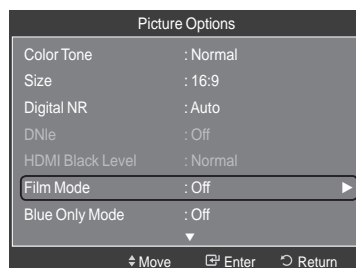 Picture Options
Color Tone : Normal
Size : 16:9
Digital NR : Auto
DNIe : Off
HDMI Black Level : Normal
Film Mode : Off
Blue Only Mode : Off
Move Enter Return